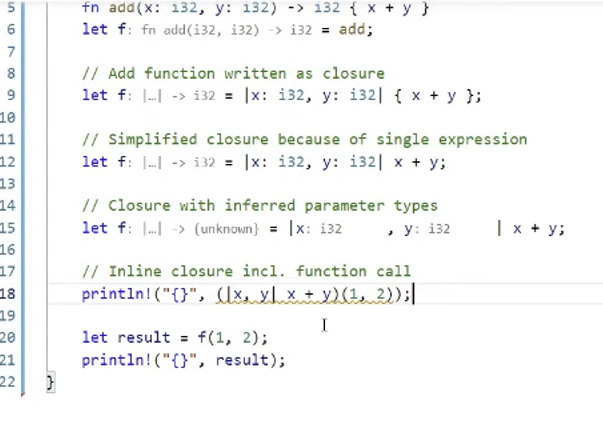 5 fn add(x: i32, y: i32) -> i32 { x + y }
6 let f: fn add(i32, i32) -> i32 = add;
7
8 // Add function written as closure
9 let f: |…| -> i32 = |x: i32, y: i32| { x + y };
10
11 // Simplified closure because of single expression
12 let f: |…| -> i32 = |x: i32, y: i32| x + y;
13
14 // Closure with inferred parameter types
15 let f: |…| -> {unknown} = |x: i32 , y: i32 | x + y;
16
17 // Inline closure incl. function call
18 println!("{}", (|x, y| x + y)(1, 2));
19
20 let result = f(1, 2);
21 println!("{}", result);
22 }